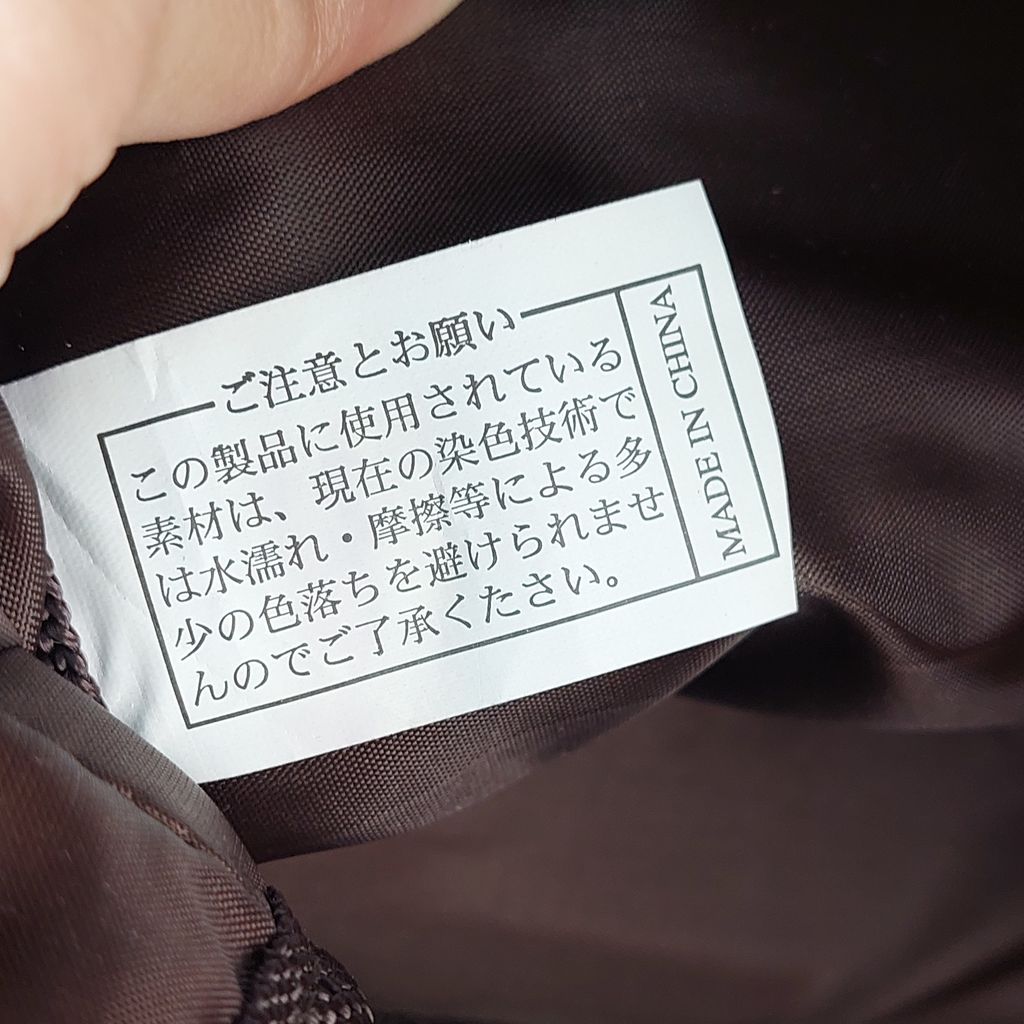 ご注意とお願い
この製品に使用されている
素材は、現在の染色技術で
は水濡れ・摩擦等による多
少の色落ちを避けられませ
んのでご了承ください。
MADE IN CHINA